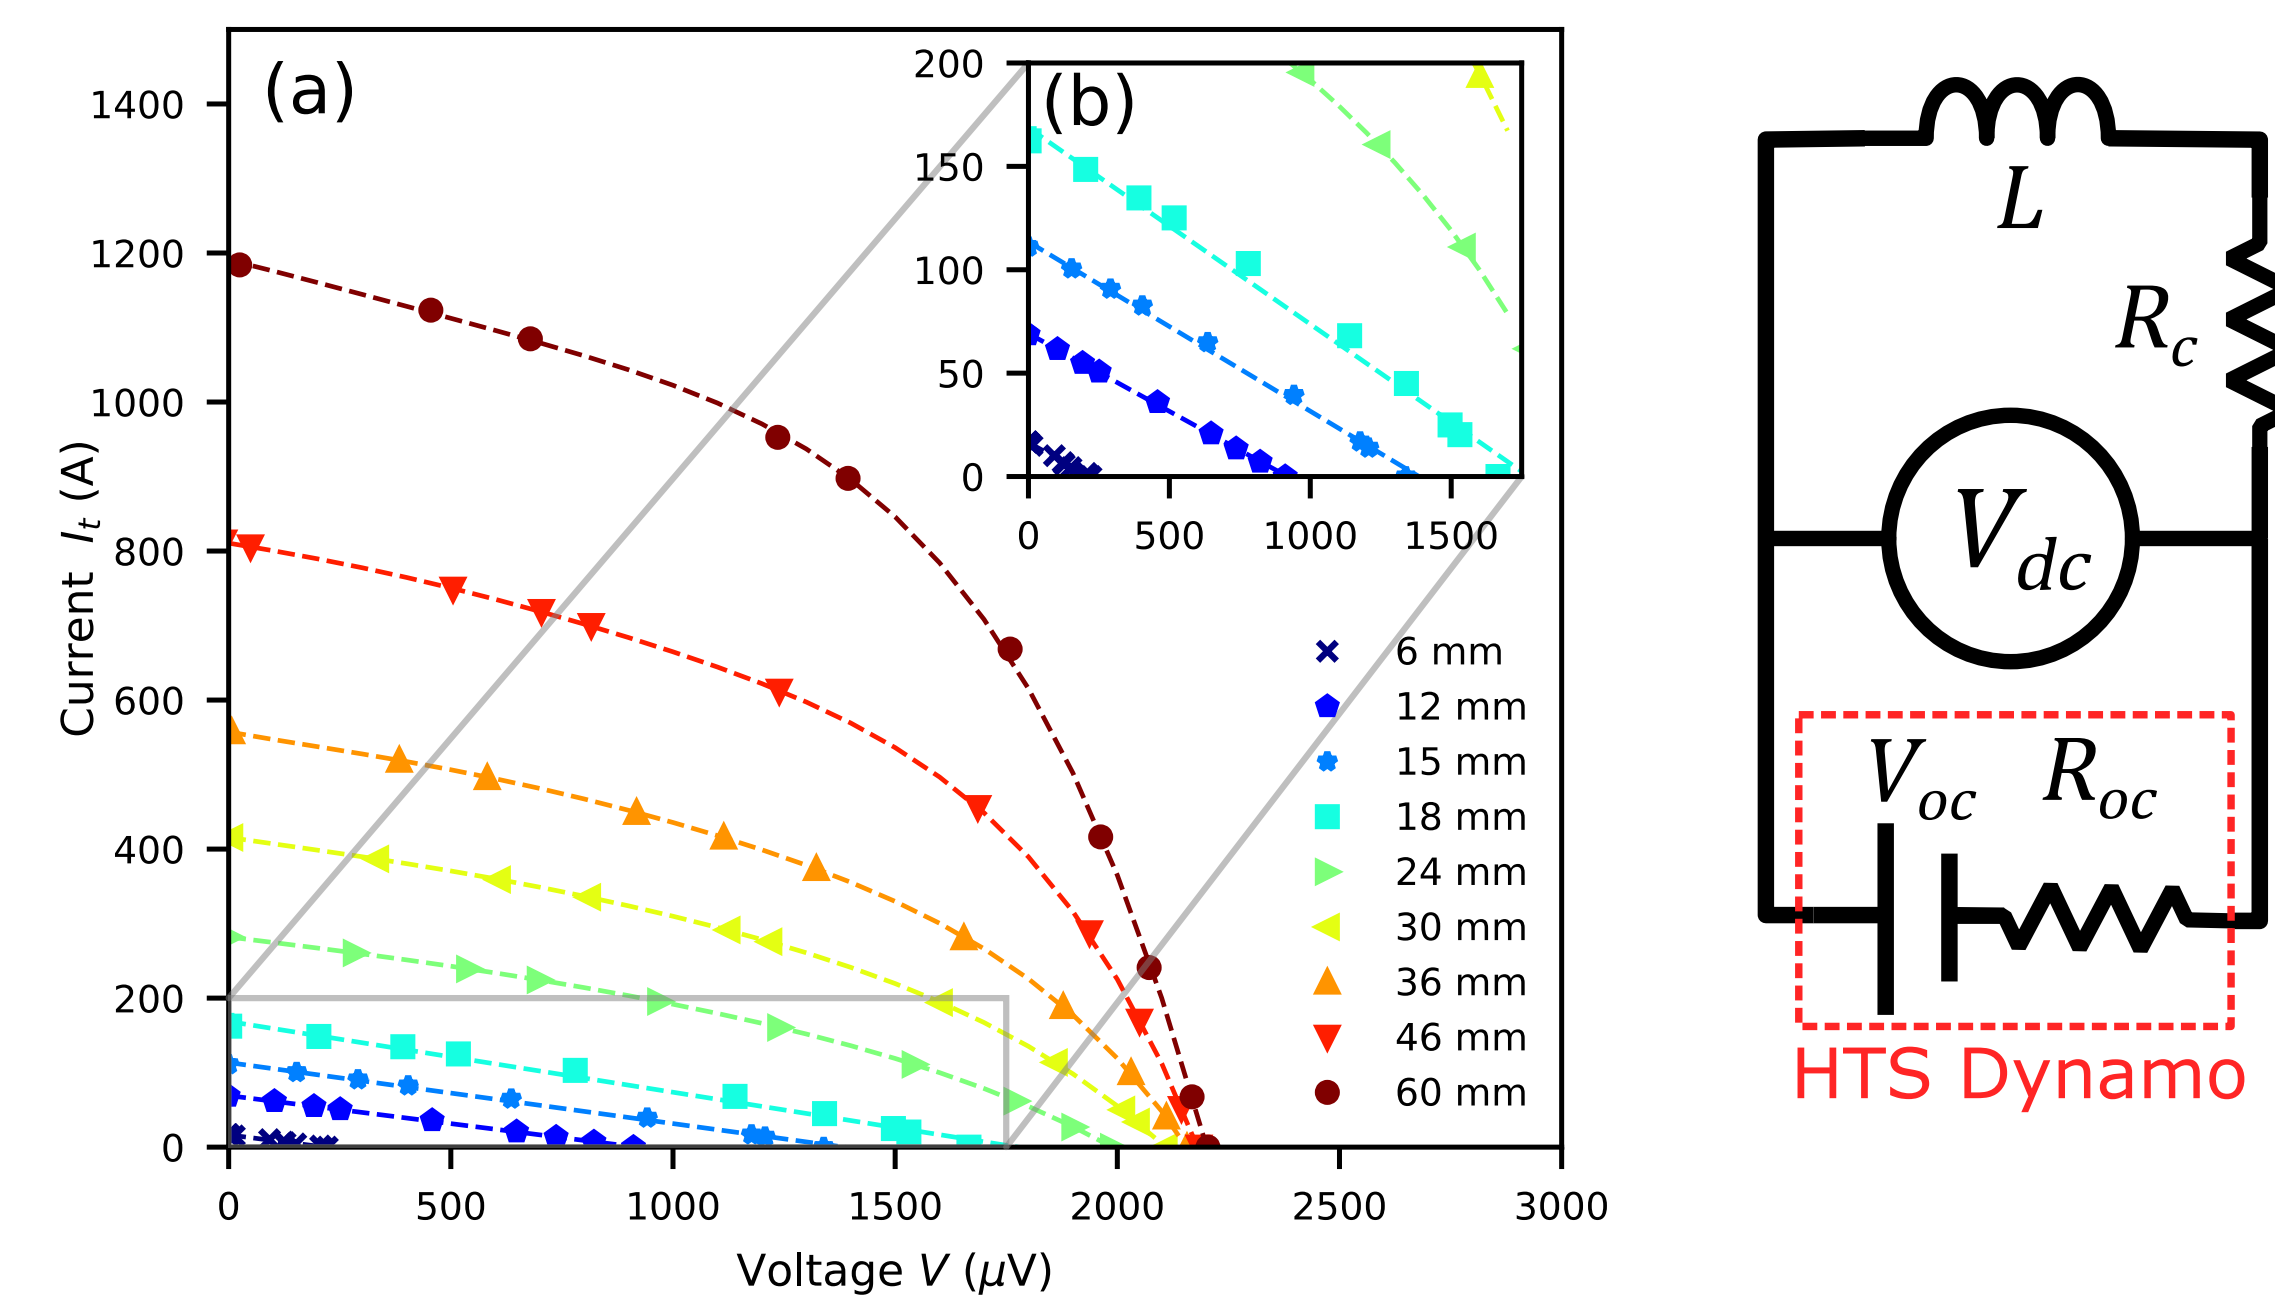 (a)
1400
1200
1000
800
600
400
200
0
Current I_t (A)
0 500 1000 1500 2000 2500 3000
Voltage V (μV)
(b)
200
150
100
50
0
0 500 1000 1500
6 mm
12 mm
15 mm
18 mm
24 mm
30 mm
36 mm
46 mm
60 mm
L
R_c
V_dc
V_oc R_oc
HTS Dynamo